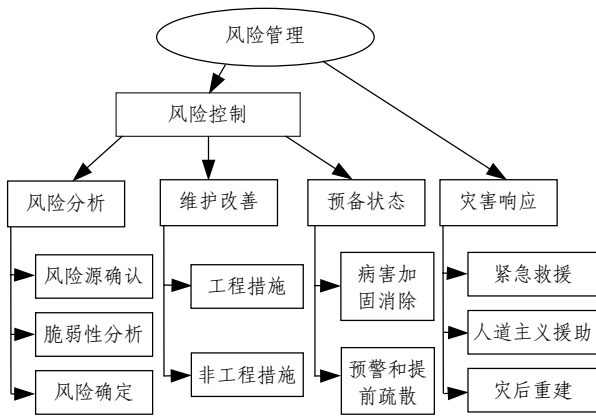 风险管理
风险控制
风险分析
维护改善
预备状态
灾害响应
风险源确认
脆弱性分析
风险确定
工程措施
非工程措施
病害加
固消除
预警和提
前疏散
紧急救援
人道主义援助
灾后重建